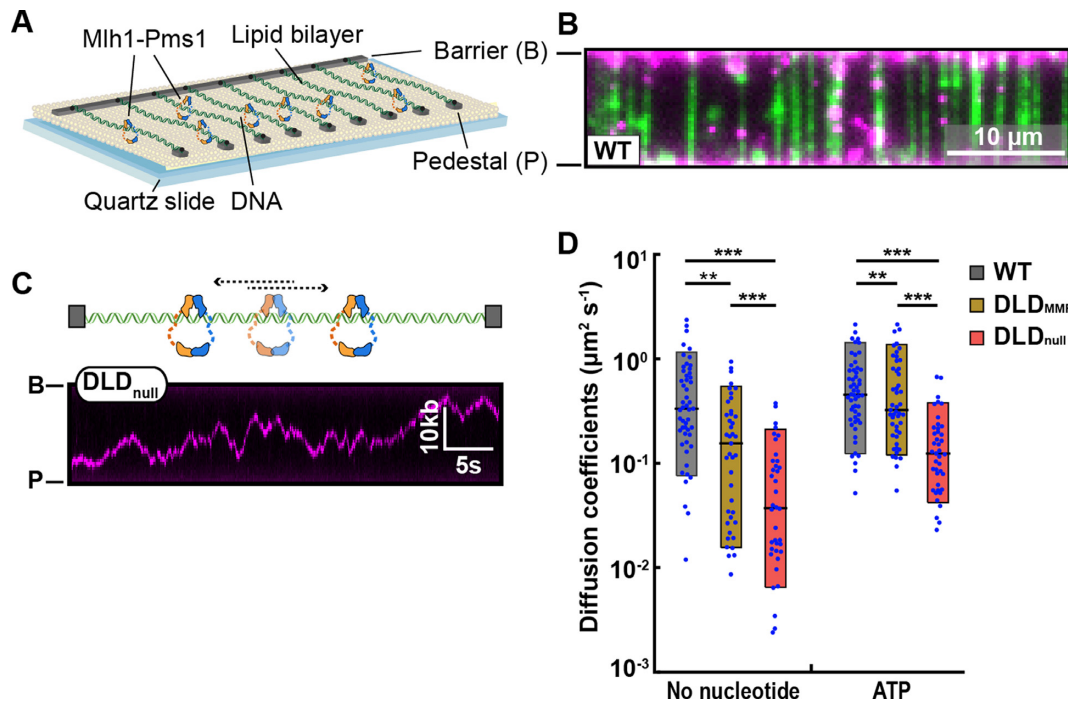 A
Mlh1-Pms1
Lipid bilayer
Barrier (B)
Pedestal (P)
Quartz slide
DNA
B
WT
10 µm
C
B
DLDnull
10kb
5s
P
D
Diffusion coefficients (µm² s⁻¹)
10¹
10⁰
10⁻¹
10⁻²
10⁻³
***
**
***
***
**
***
No nucleotide
ATP
WT
DLDMMR
DLDnull